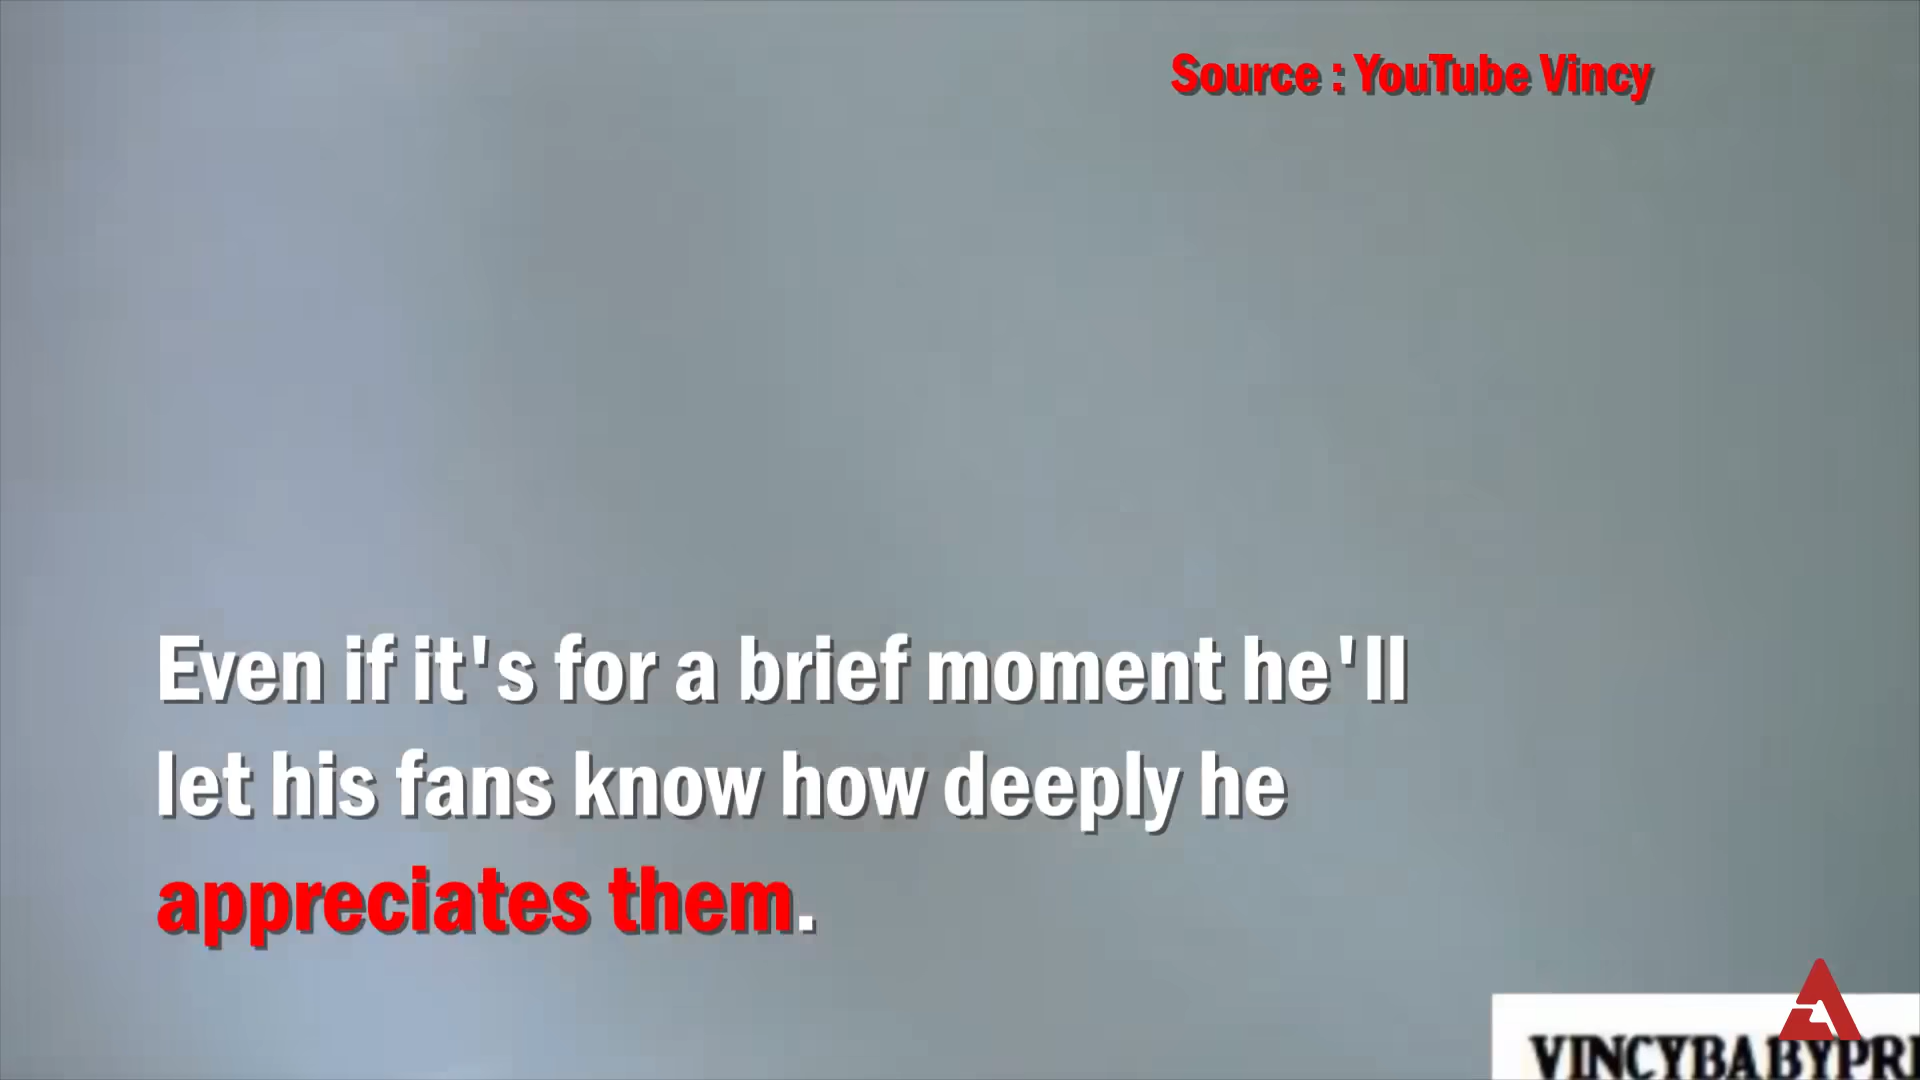 Source : YouTube Vincy
Even if it's for a brief moment he'll
let his fans know how deeply he
appreciates them.